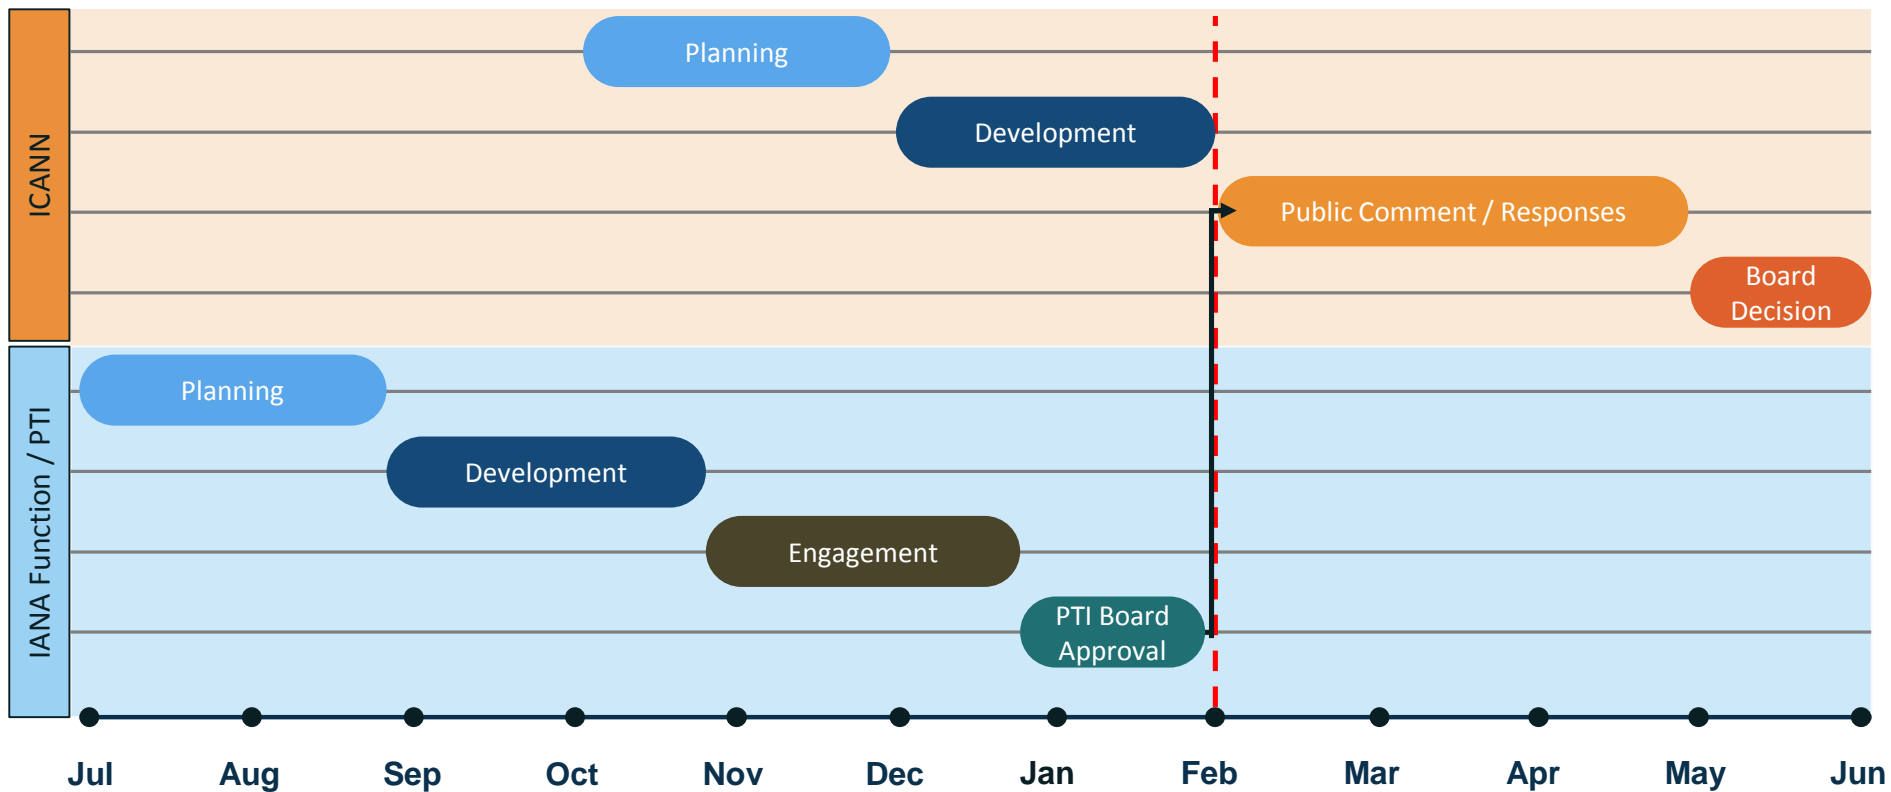 ICANN
Planning
Development
Public Comment / Responses
Board
Decision
IANA Function / PTI
Planning
Development
Engagement
PTI Board
Approval
Jul Aug Sep Oct Nov Dec Jan Feb Mar Apr May Jun